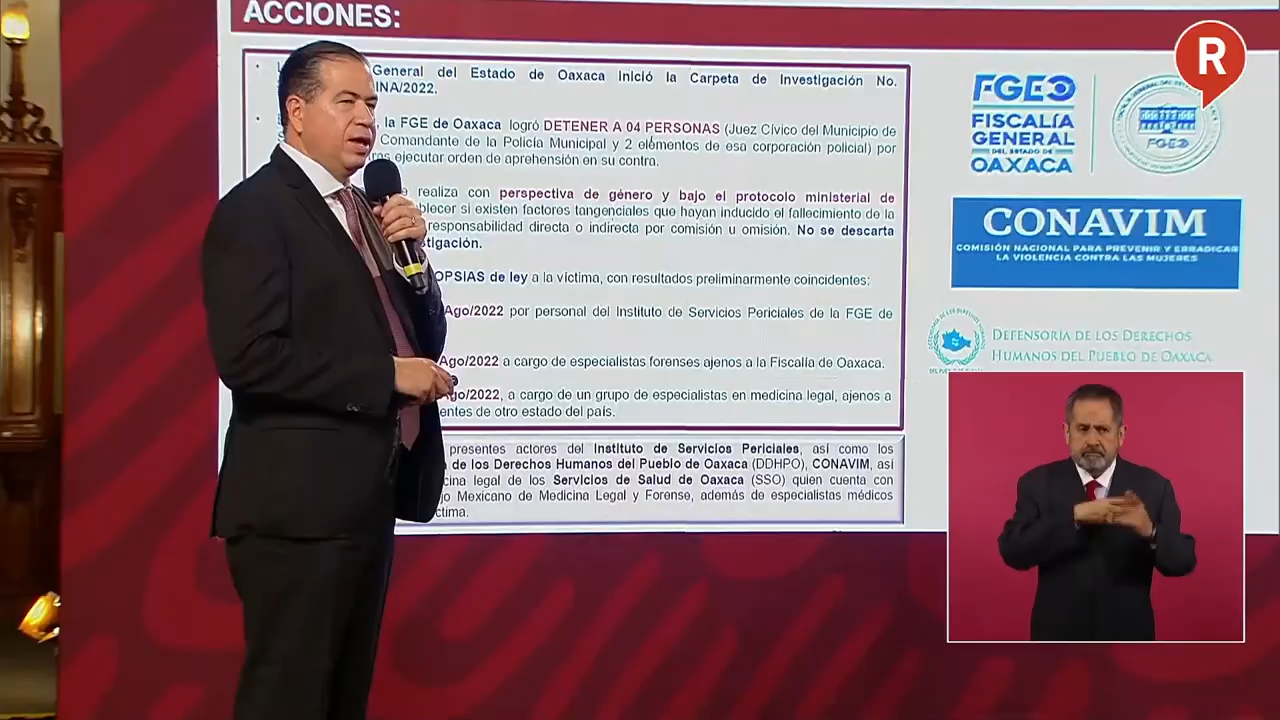 ACCIONES:
R
General del Estado de Oaxaca Inició la Carpeta de Investigación No.
INA/2022.
, la FGE de Oaxaca logró DETENER A 04 PERSONAS (Juez Cívico del Municipio de
Comandante de la Policía Municipal y 2 elementos de esa corporación policial) por
ejecutar orden de aprehensión en su contra.
realiza con perspectiva de género y bajo el protocolo ministerial de
blecer si existen factores tangenciales que hayan inducido el fallecimiento de la
responsabilidad directa o indirecta por comisión u omisión. No se descarta
stigación.
OPSIAS de ley a la víctima, con resultados preliminarmente coincidentes:
Ago/2022 por personal del Instituto de Servicios Periciales de la FGE de
Ago/2022 a cargo de especialistas forenses ajenos a la Fiscalía de Oaxaca.
Ago/2022, a cargo de un grupo de especialistas en medicina legal, ajenos a
entes de otro estado del país.
presentes actores del Instituto de Servicios Periciales, así como los
a de los Derechos Humanos del Pueblo de Oaxaca (DDHPO), CONAVIM, así
cina legal de los Servicios de Salud de Oaxaca (SSO) quien cuenta con
jo Mexicano de Medicina Legal y Forense, además de especialistas médicos
ctima.
FGEO
FISCALÍA
GENERAL
DEL ESTADO DE
OAXACA
FGEO
CONAVIM
COMISIÓN NACIONAL PARA PREVENIR Y ERRADICAR
LA VIOLENCIA CONTRA LAS MUJERES
DEFENSORÍA DE LOS DERECHOS
HUMANOS DEL PUEBLO DE OAXACA